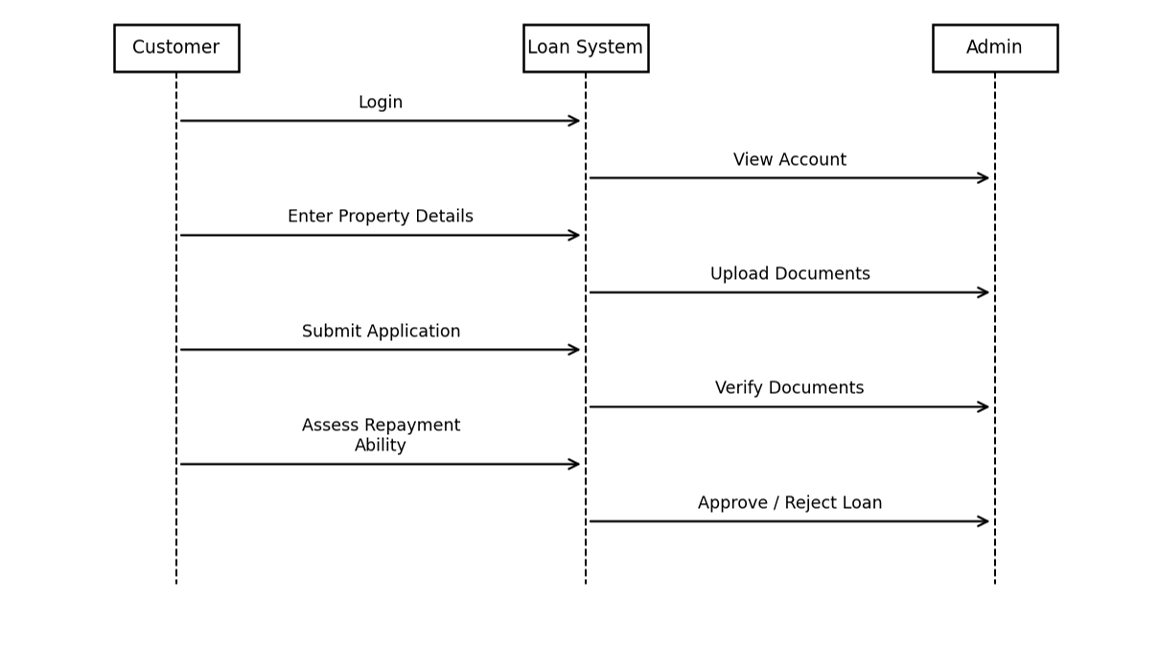 Customer
Loan System
Admin
Login
View Account
Enter Property Details
Upload Documents
Submit Application
Verify Documents
Assess Repayment
Ability
Approve / Reject Loan